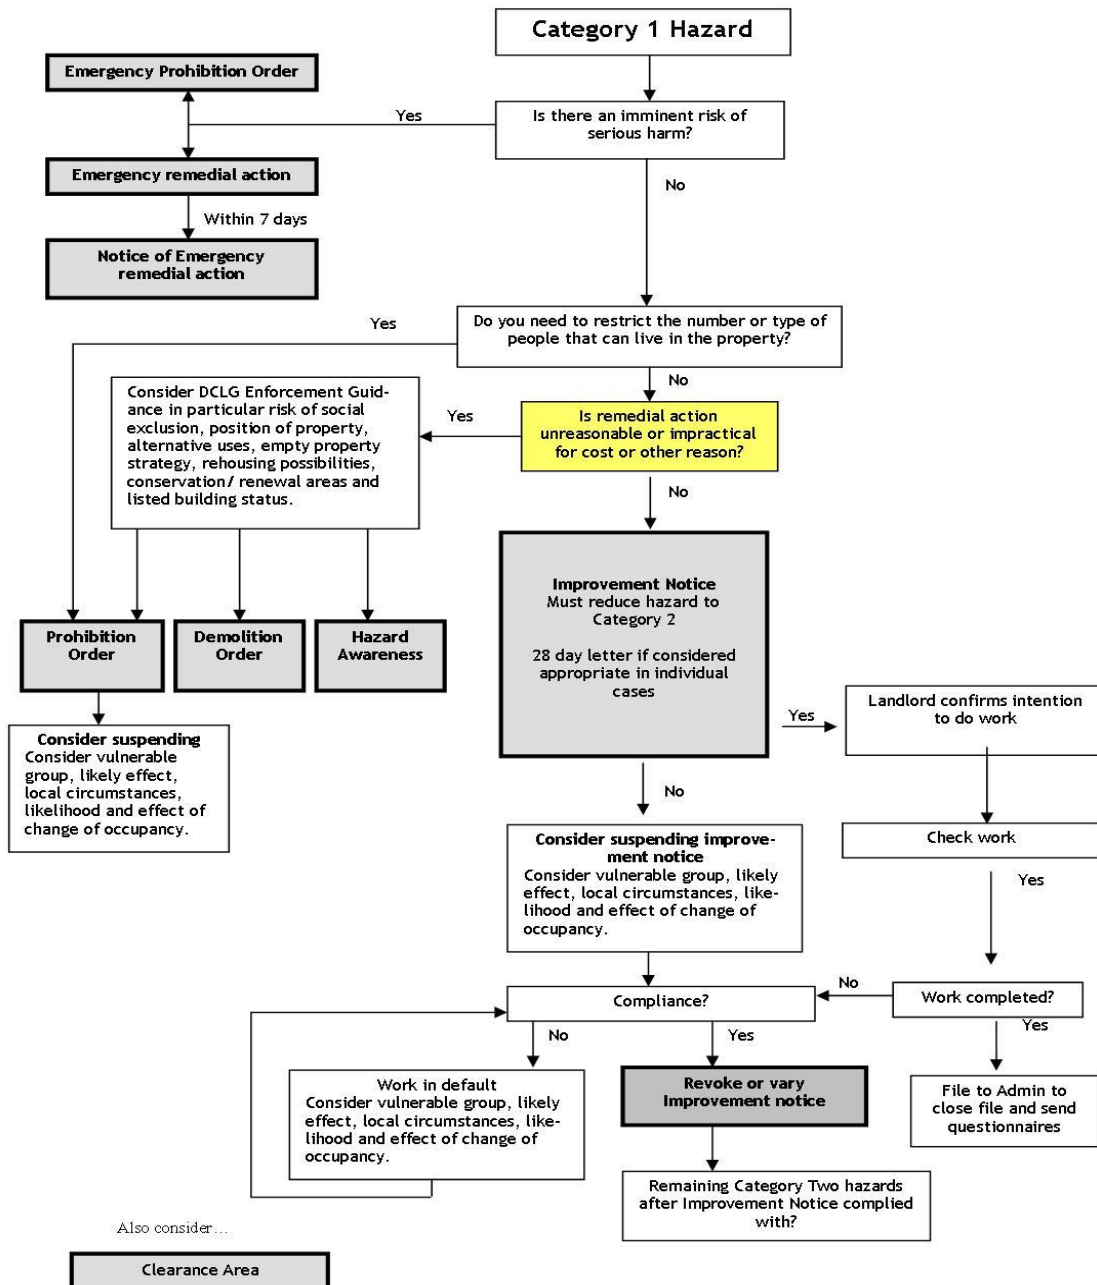 Category 1 Hazard
Emergency Prohibition Order
Yes
Is there an imminent risk of
serious harm?
Emergency remedial action
No
Within 7 days
Notice of Emergency
remedial action
Yes
Do you need to restrict the number or type of
people that can live in the property?
No
Consider DCLG Enforcement Guid-
ance in particular risk of social
exclusion, position of property,
alternative uses, empty property
strategy, rehousing possibilities,
conservation/ renewal areas and
listed building status.
Yes
Is remedial action
unreasonable or impractical
for cost or other reason?
No
Improvement Notice
Must reduce hazard to
Category 2
28 day letter if considered
appropriate in individual
cases
Prohibition
Order
Demolition
Order
Hazard
Awareness
Yes
Landlord confirms intention
to do work
Consider suspending
Consider vulnerable
group, likely effect,
local circumstances,
likelihood and effect of
change of occupancy.
No
Check work
Consider suspending improve-
ment notice
Consider vulnerable group, likely
effect, local circumstances, like-
lihood and effect of change of
occupancy.
Yes
Compliance?
No
Work completed?
No
Yes
Yes
Work in default
Consider vulnerable group, likely
effect, local circumstances, like-
lihood and effect of change of
occupancy.
Revoke or vary
Improvement notice
File to Admin to
close file and send
questionnaires
Remaining Category Two hazards
after Improvement Notice complied
with?
Also consider...
Clearance Area